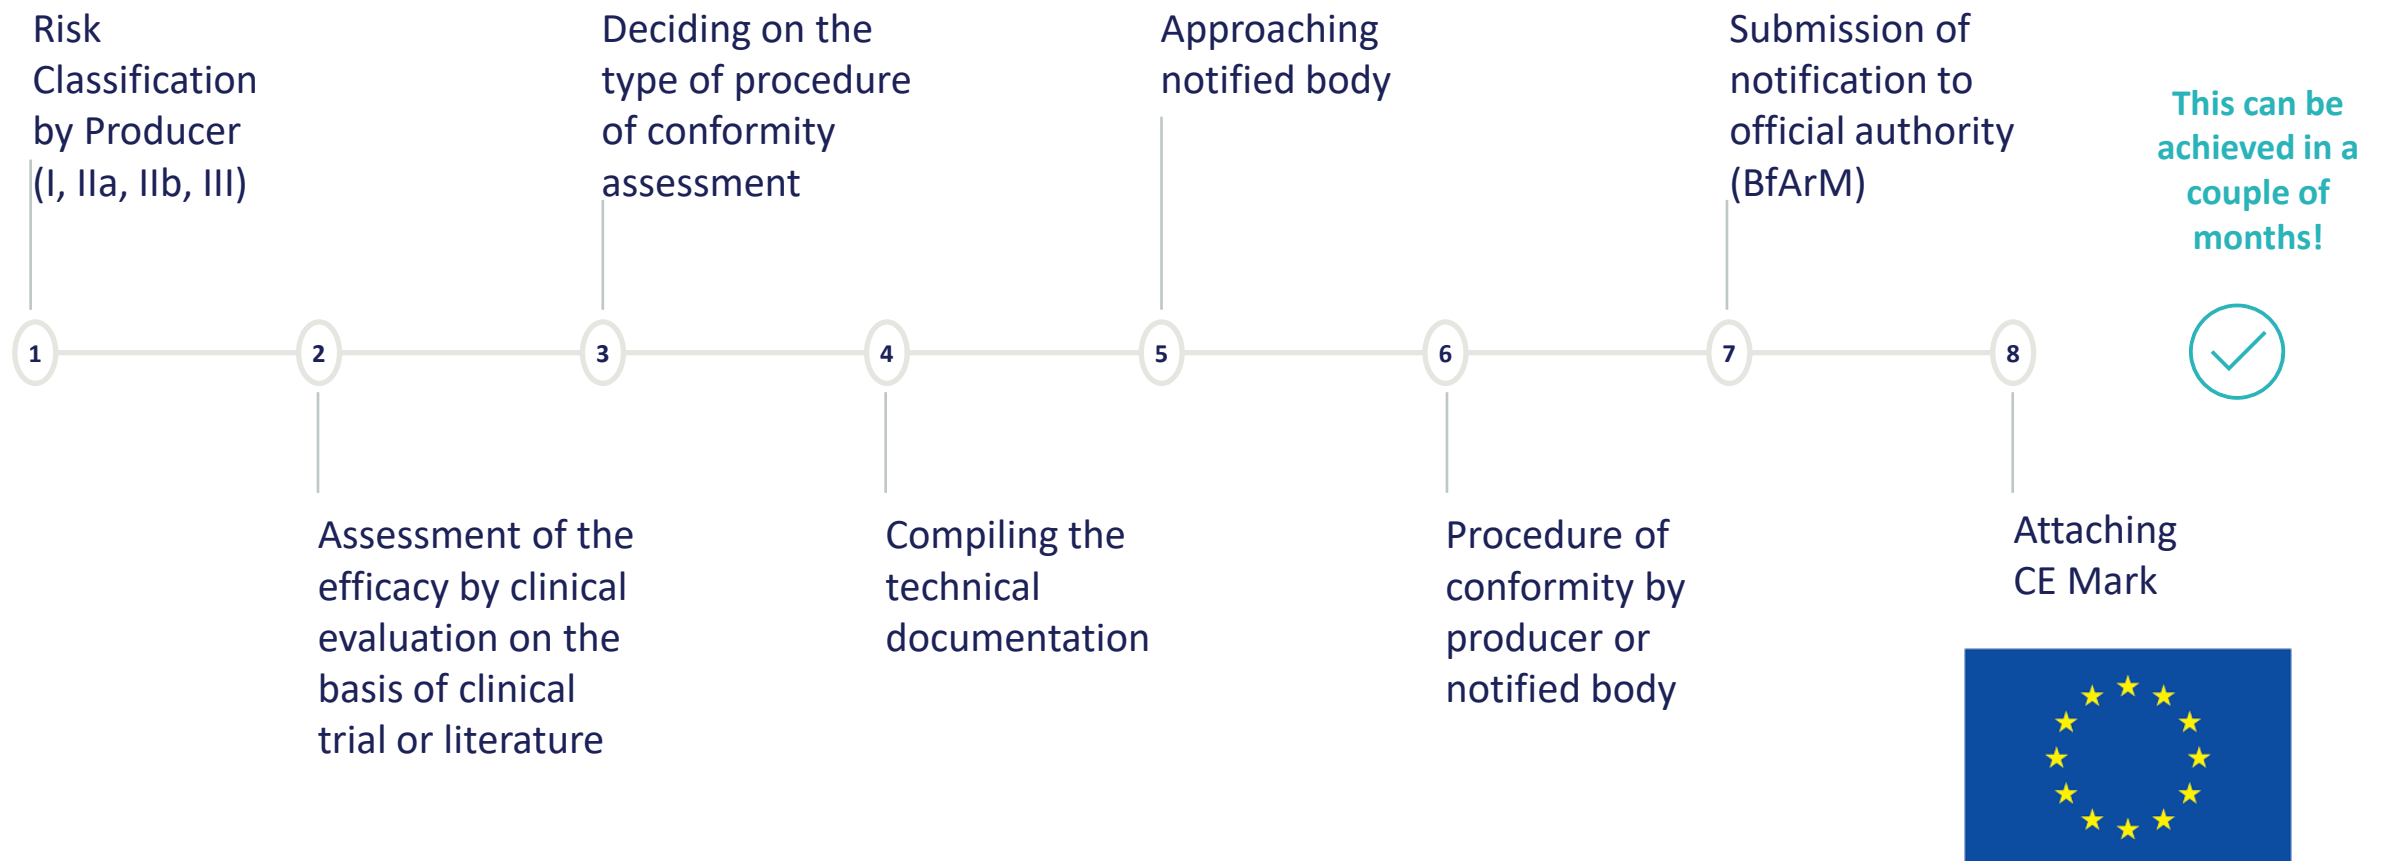 Risk
Classification
by Producer
(I, IIa, IIb, III)
Deciding on the
type of procedure
of conformity
assessment
Approaching
notified body
Submission of
notification to
official authority
(BfArM)
This can be
achieved in a
couple of
months!
1
2
3
4
5
6
7
8
Assessment of the
efficacy by clinical
evaluation on the
basis of clinical
trial or literature
Compiling the
technical
documentation
Procedure of
conformity by
producer or
notified body
Attaching
CE Mark